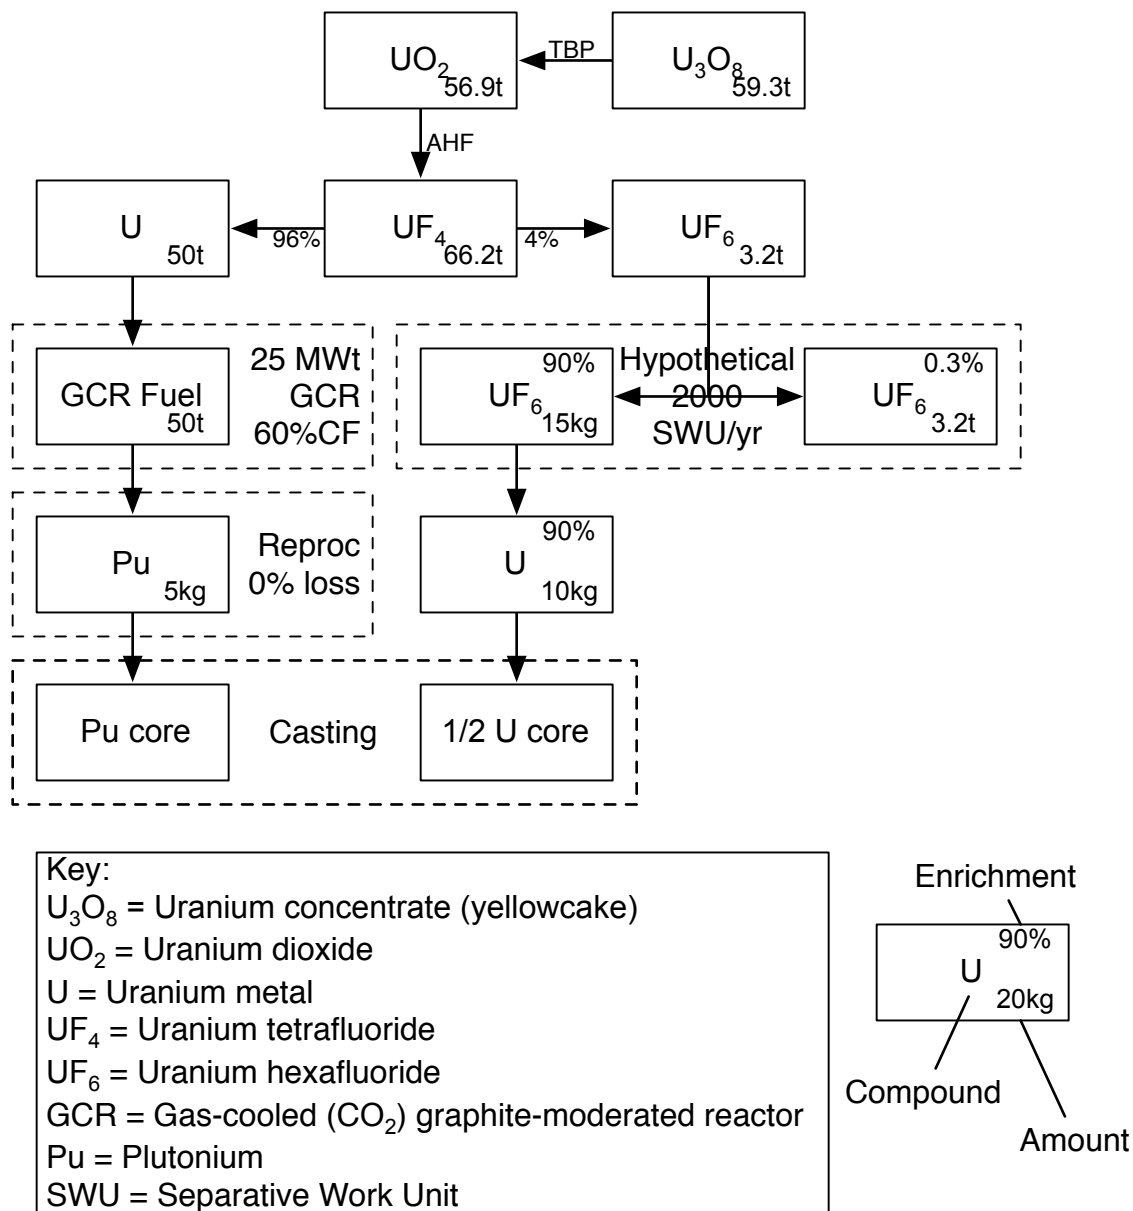 UO₂
56.9t
TBP
U₃O₈
59.3t
AHF
U
50t
96%
UF₄
66.2t
4%
UF₆
3.2t
GCR Fuel
50t
25 MWt
GCR
60%CF
90%
UF₆
15kg
Hypothetical
2000
SWU/yr
0.3%
UF₆
3.2t
Pu
5kg
Reproc
0% loss
90%
U
10kg
Pu core
Casting
1/2 U core
Key:
U₃O₈ = Uranium concentrate (yellowcake)
UO₂ = Uranium dioxide
U = Uranium metal
UF₄ = Uranium tetrafluoride
UF₆ = Uranium hexafluoride
GCR = Gas-cooled (CO₂) graphite-moderated reactor
Pu = Plutonium
SWU = Separative Work Unit
Enrichment
90%
U
20kg
Compound
Amount